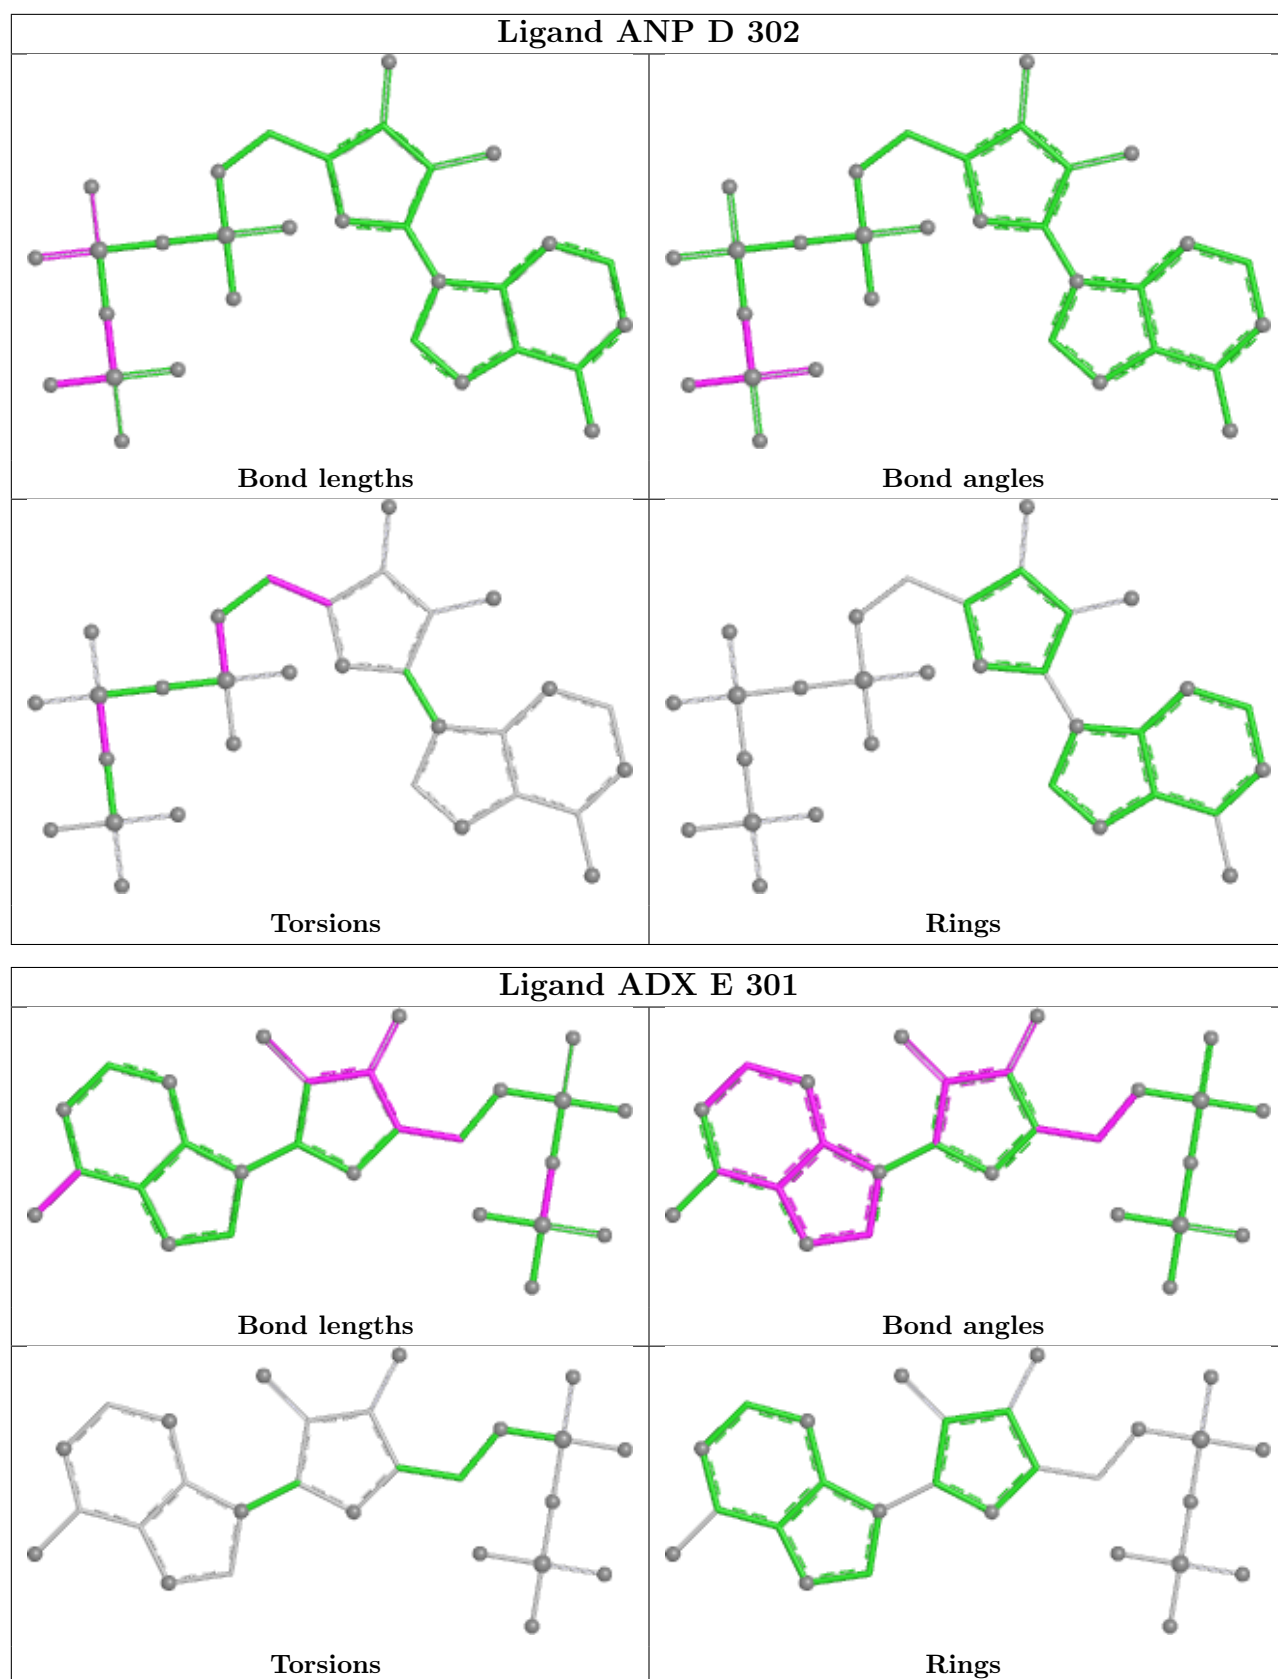 Ligand ANP D 302
Bond lengths
Bond angles
Torsions
Rings
Ligand ADX E 301
Bond lengths
Bond angles
Torsions
Rings